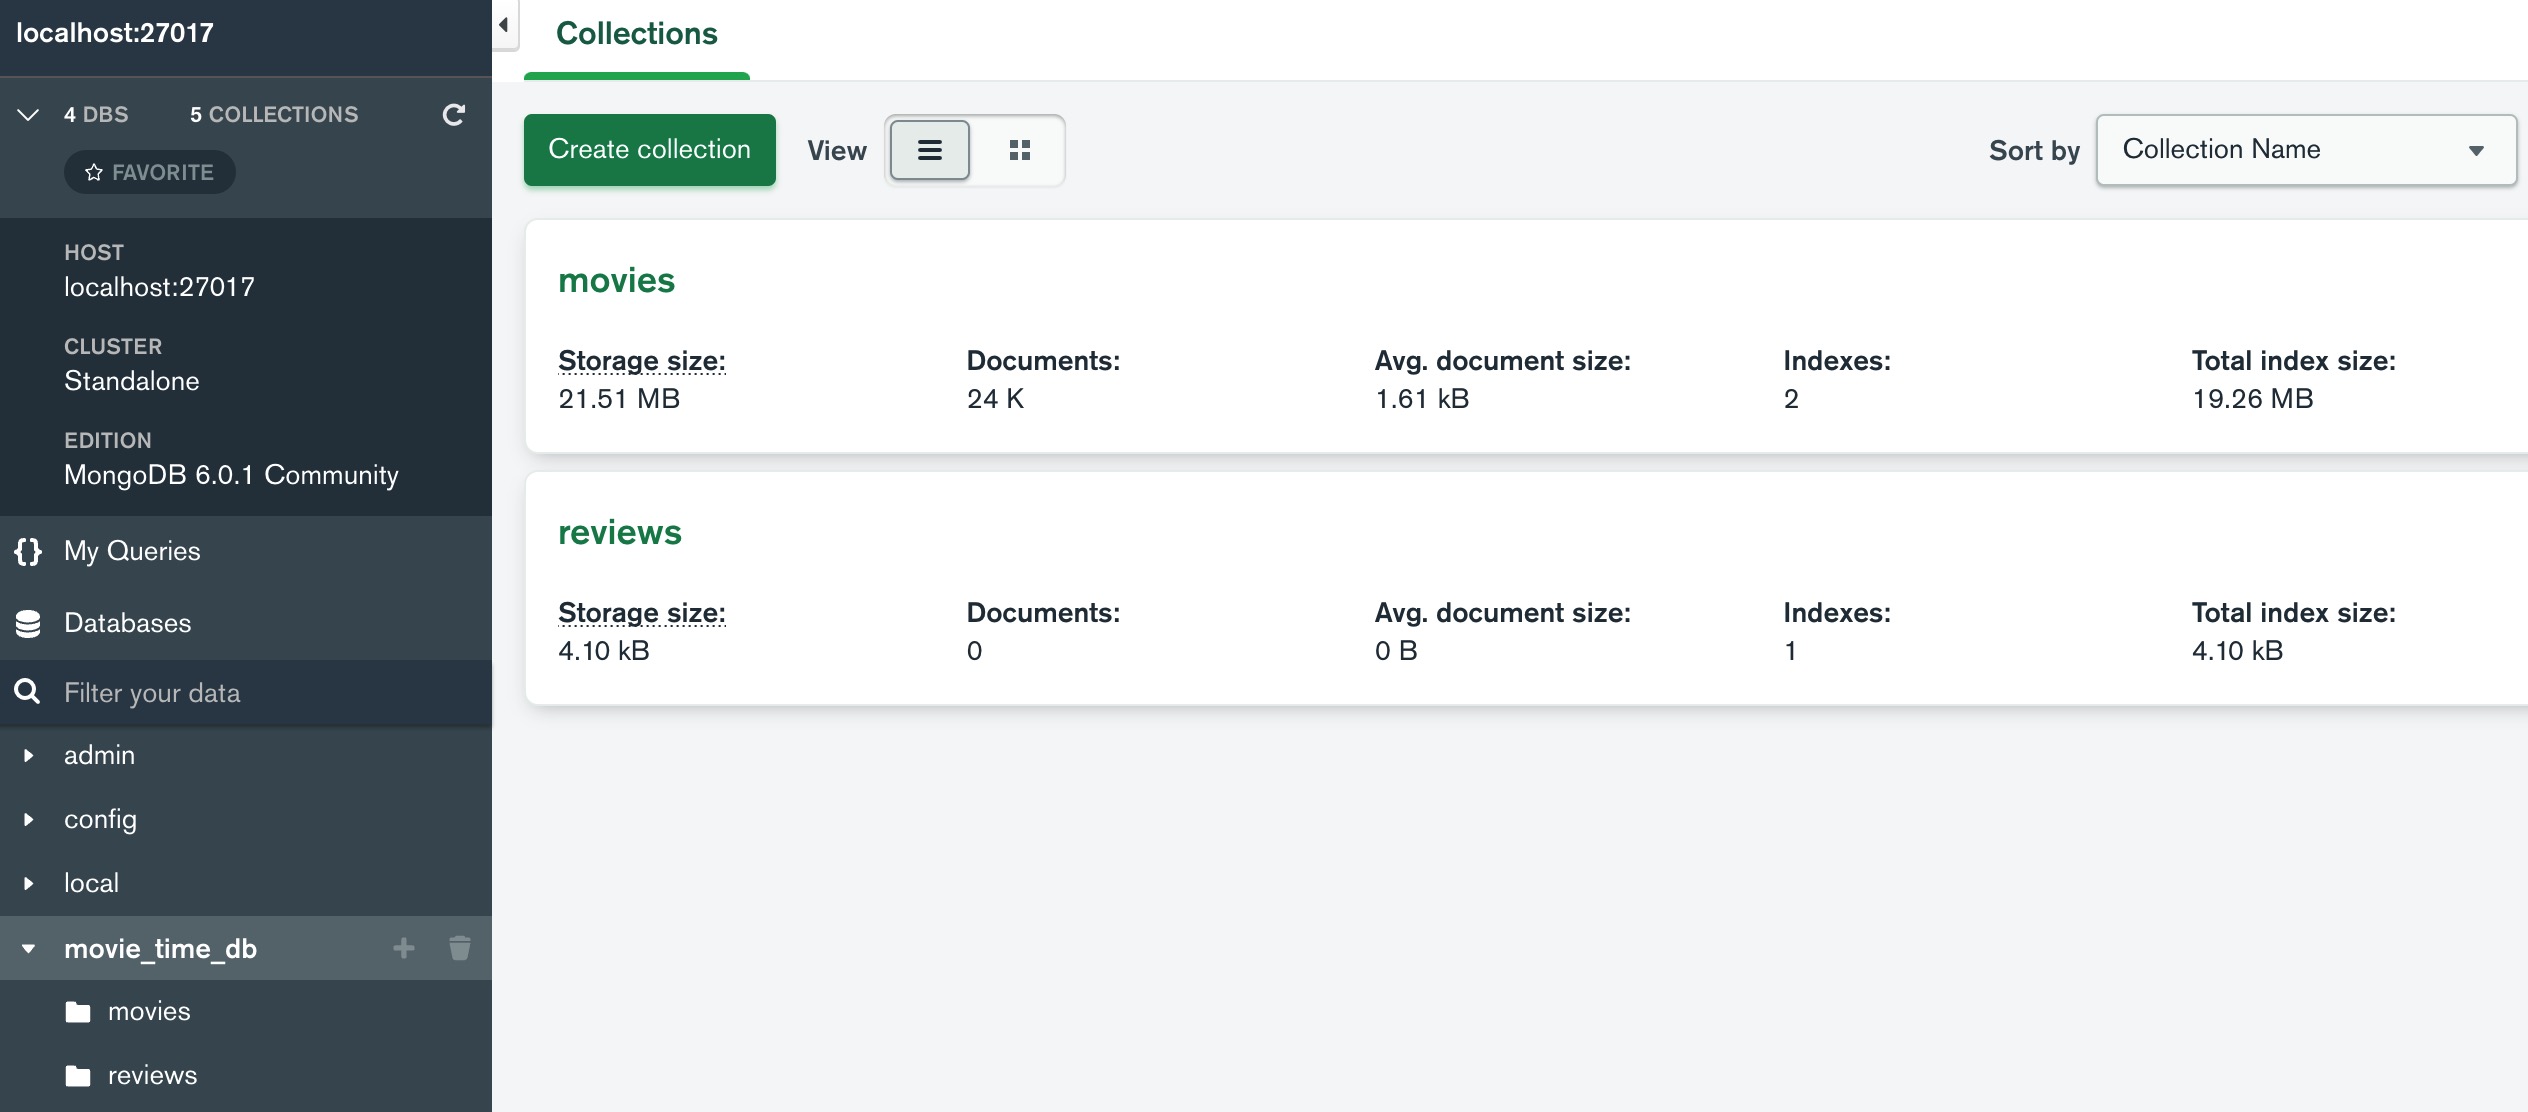 localhost:27017
4 DBS 5 COLLECTIONS
FAVORITE
HOST
localhost:27017
CLUSTER
Standalone
EDITION
MongoDB 6.0.1 Community
My Queries
Databases
Filter your data
admin
config
local
movie_time_db
movies
reviews
Collections
Create collection View Sort by Collection Name
movies
Storage size: Documents: Avg. document size: Indexes: Total index size:
21.51 MB 24 K 1.61 kB 2 19.26 MB
reviews
Storage size: Documents: Avg. document size: Indexes: Total index size:
4.10 kB 0 0 B 1 4.10 kB